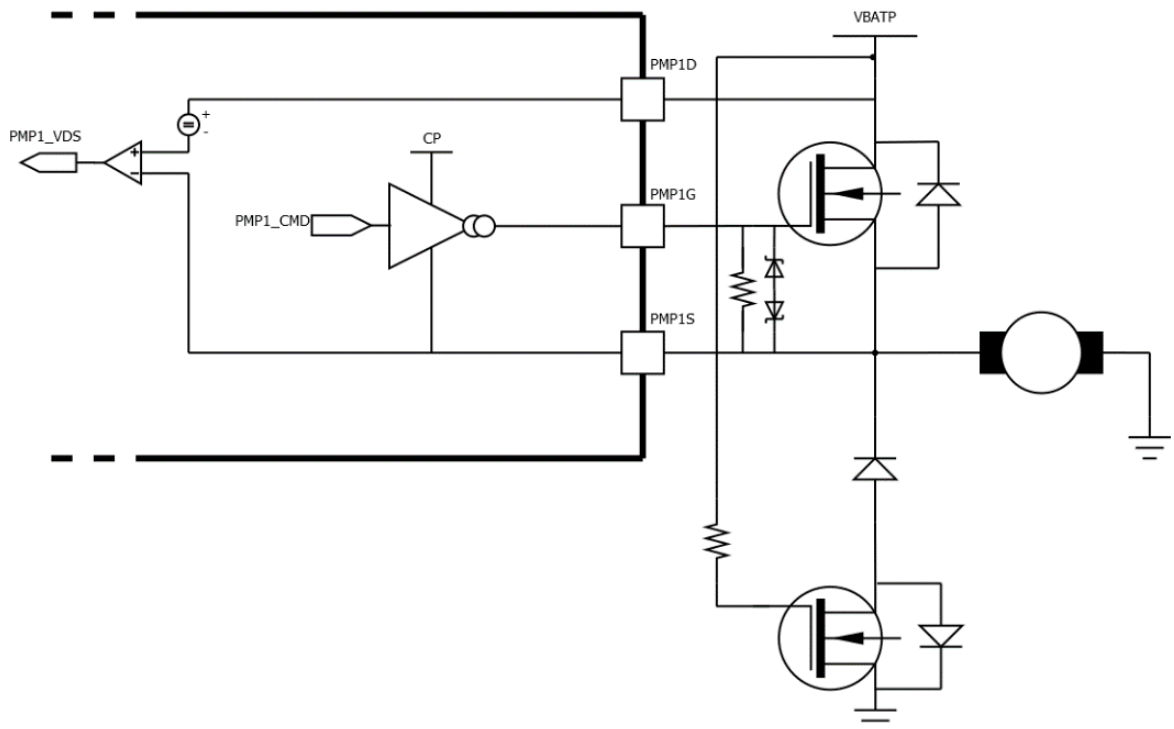 VBATP
PMP1D
PMP1_VDS
+
-
+
-
CP
PMP1G
PMP1_CMD
PMP1S